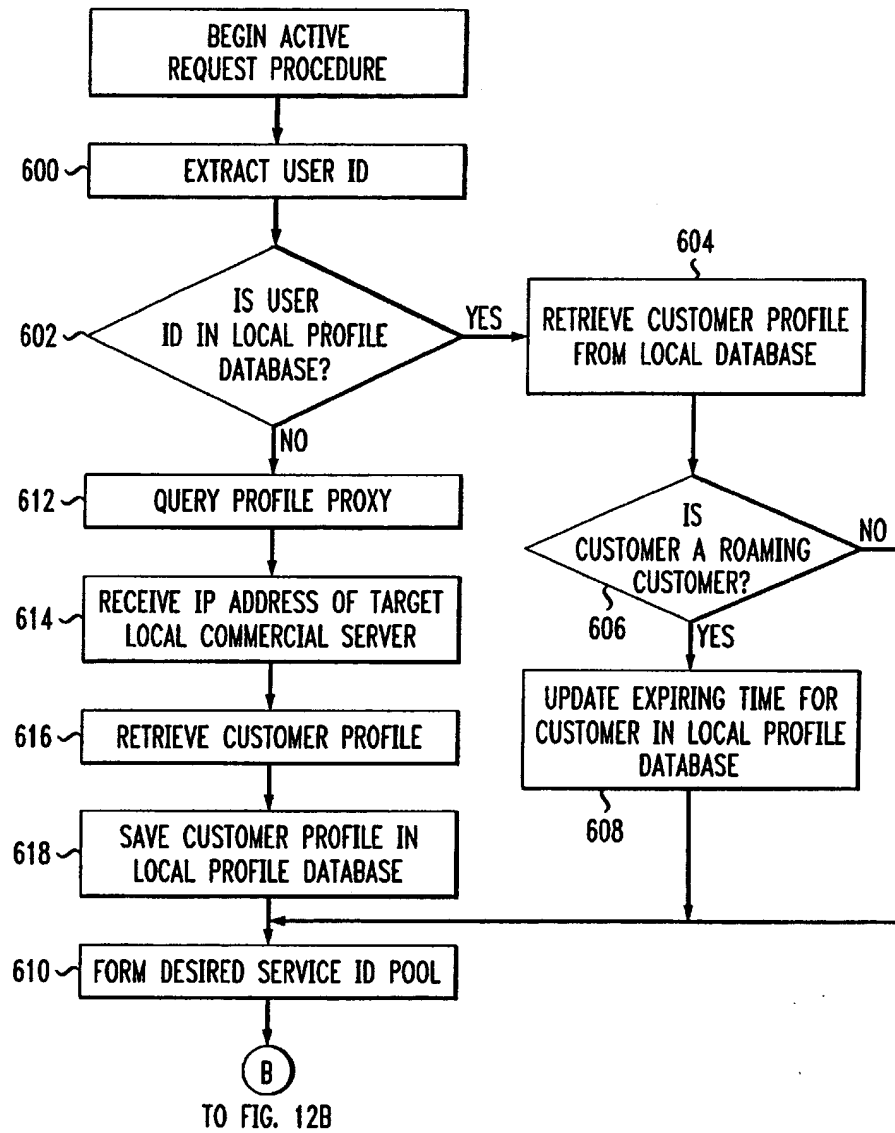 BEGIN ACTIVE
REQUEST PROCEDURE
600
EXTRACT USER ID
602
IS USER
ID IN LOCAL PROFILE
DATABASE?
YES
NO
604
RETRIEVE CUSTOMER PROFILE
FROM LOCAL DATABASE
IS
CUSTOMER A ROAMING
CUSTOMER?
606
NO
YES
UPDATE EXPIRING TIME FOR
CUSTOMER IN LOCAL PROFILE
DATABASE
608
612
QUERY PROFILE PROXY
614
RECEIVE IP ADDRESS OF TARGET
LOCAL COMMERCIAL SERVER
616
RETRIEVE CUSTOMER PROFILE
618
SAVE CUSTOMER PROFILE IN
LOCAL PROFILE DATABASE
610
FORM DESIRED SERVICE ID POOL
B
TO FIG. 12B